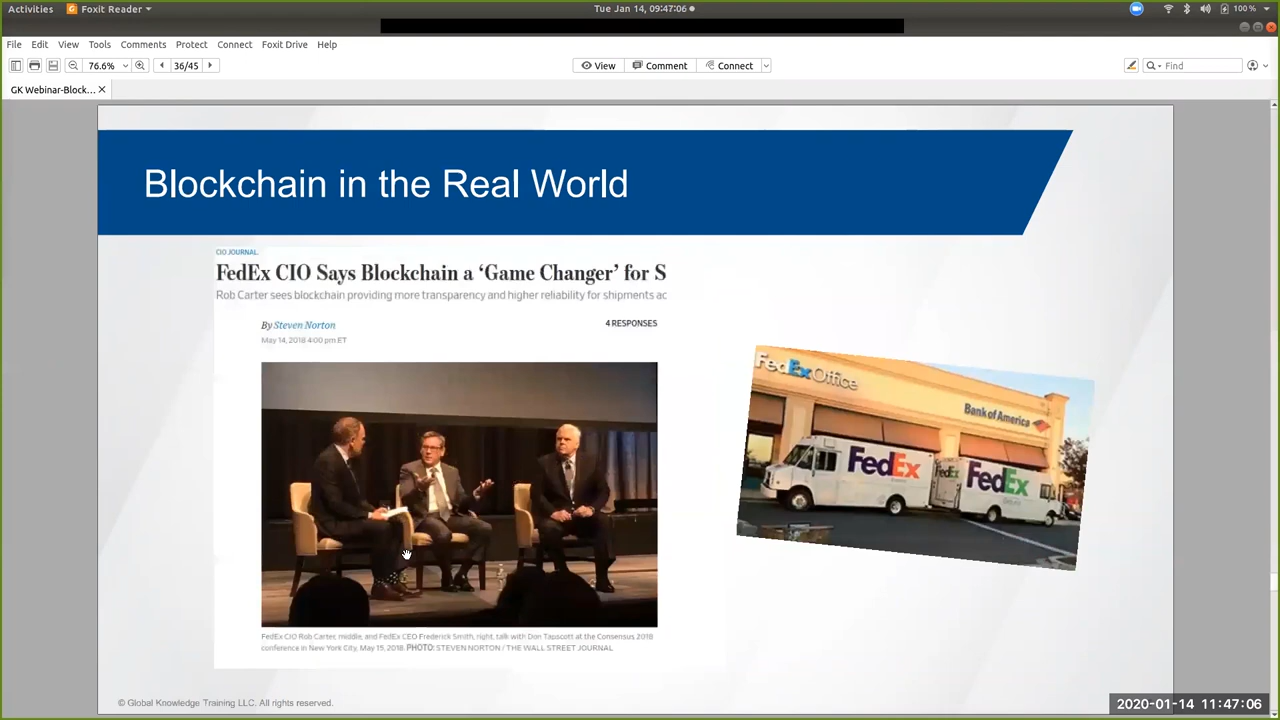 Activities Foxit Reader Tue Jan 14, 09:47:06 100 %
File Edit View Tools Comments Protect Connect Foxit Drive Help
76.6% 36/45 View Comment Connect Find
GK Webinar-Block...
Blockchain in the Real World
CIO JOURNAL.
FedEx CIO Says Blockchain a ‘Game Changer’ for S
Rob Carter sees blockchain providing more transparency and higher reliability for shipments ac
By Steven Norton 4 RESPONSES
May 14, 2018 4:00 pm ET
FedEx Office
Bank of America
FedEx
FedEx
FedEx
FedEx CIO Rob Carter, middle, and FedEx CEO Frederick Smith, right, talk with Don Tapscott at the Consensus 2018
conference in New York City, May 15, 2018. PHOTO: STEVEN NORTON / THE WALL STREET JOURNAL
© Global Knowledge Training LLC. All rights reserved.
2020-01-14 11:47:06